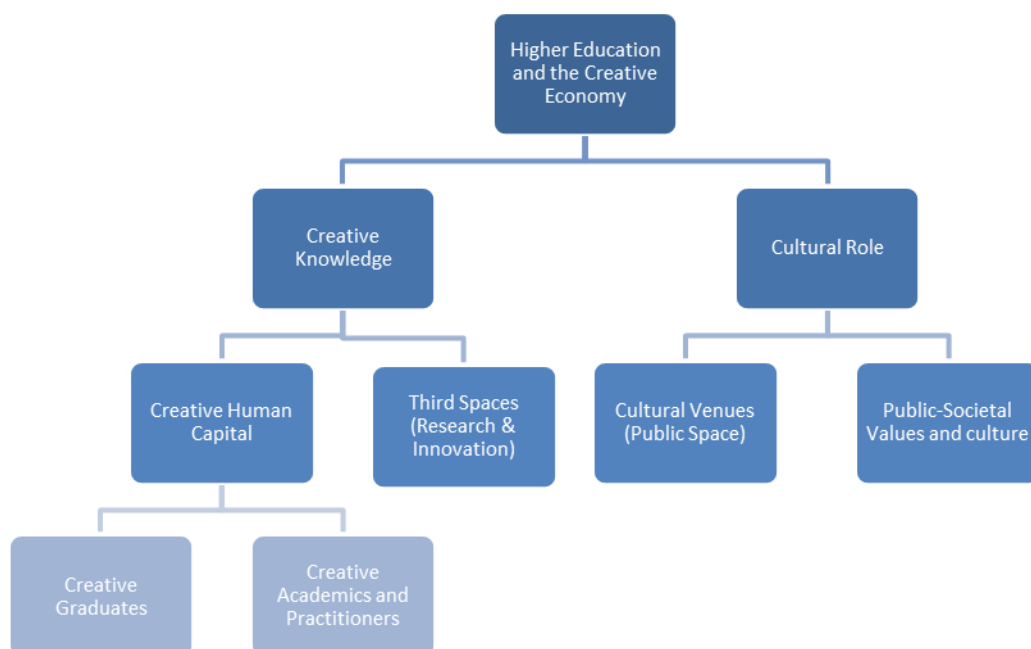 Higher Education
and the Creative
Economy
Creative
Knowledge
Cultural Role
Creative Human
Capital
Third Spaces
(Research &
Innovation)
Cultural Venues
(Public Space)
Public-Societal
Values and culture
Creative
Graduates
Creative
Academics and
Practitioners